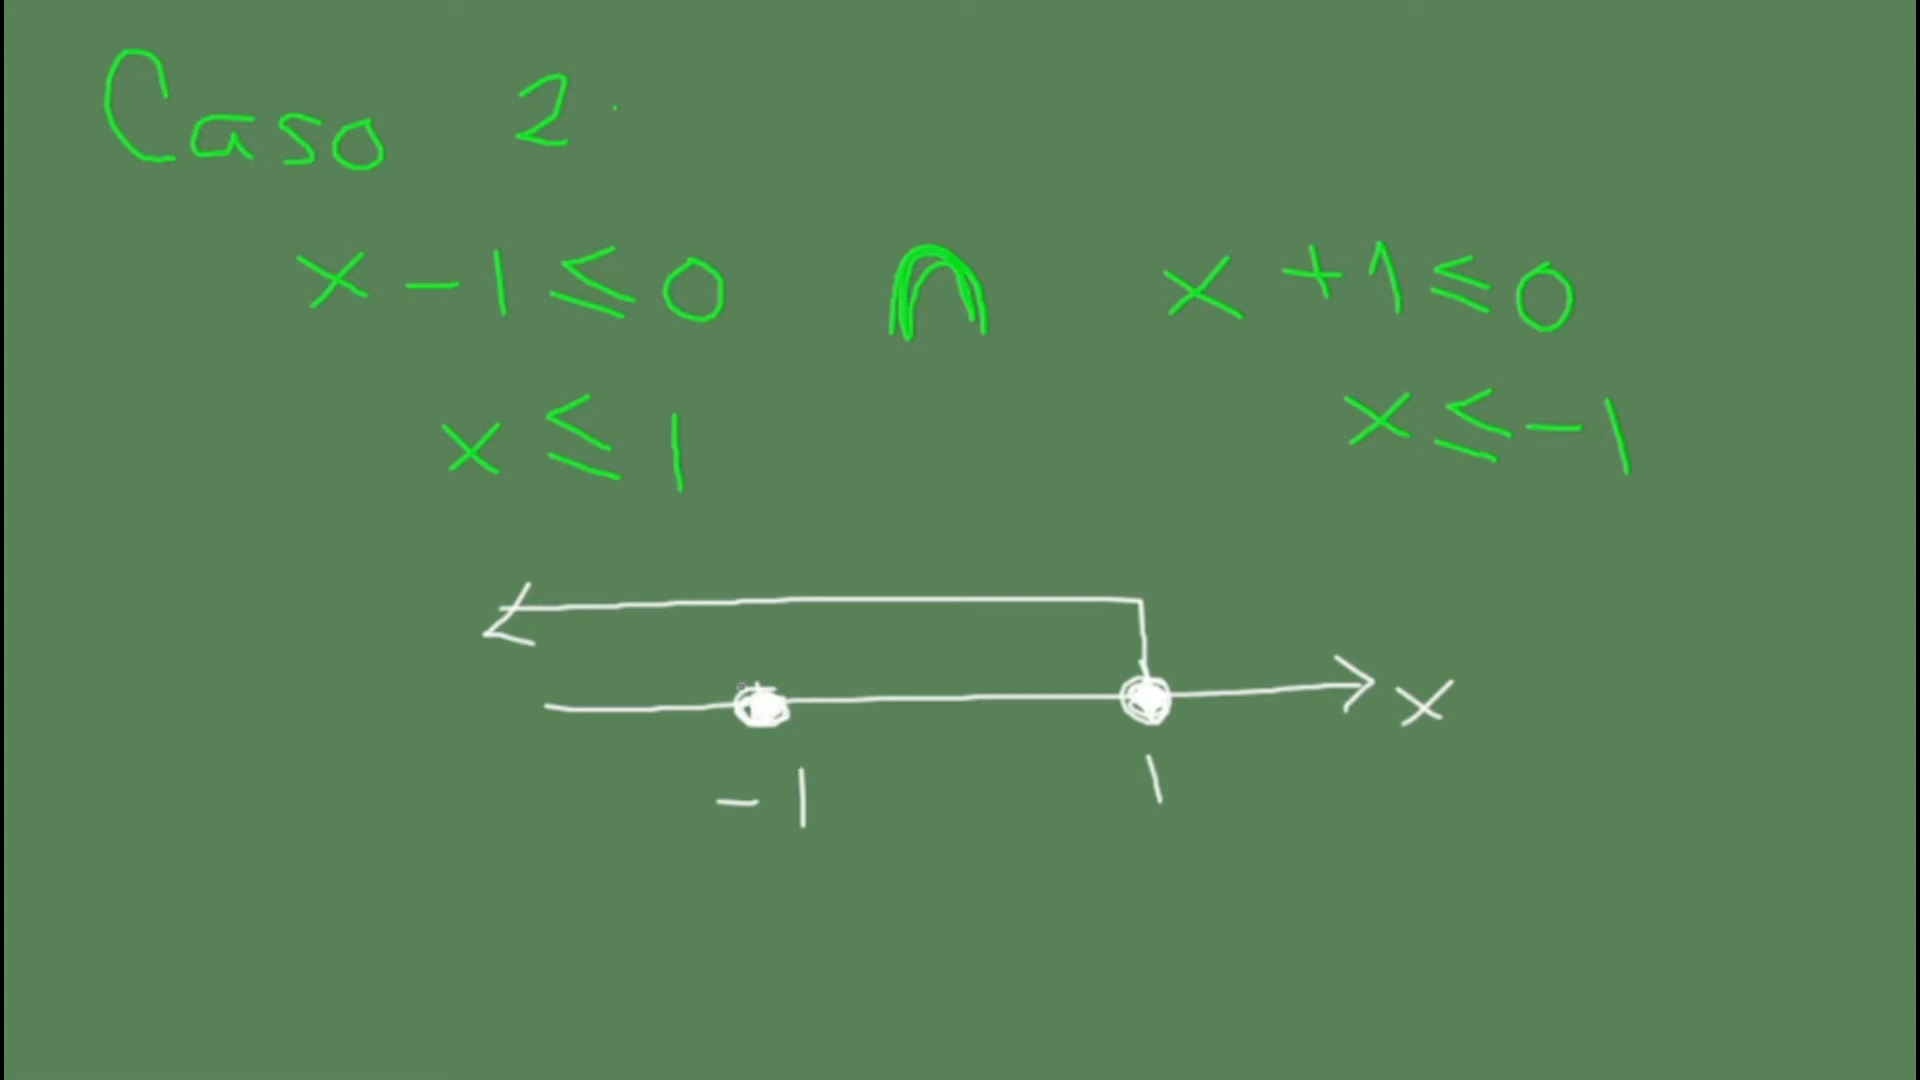 Caso 2
x - 1 ≤ 0 ∩ x + 1 ≤ 0
x ≤ 1 x ≤ -1
x
-1 1